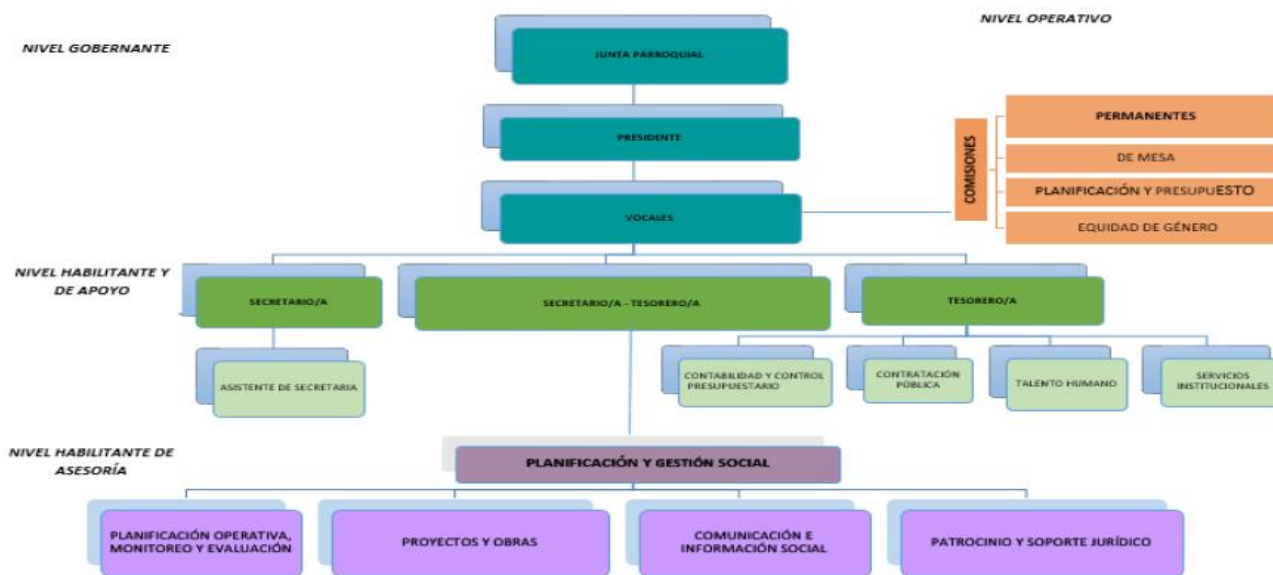 NIVEL OPERATIVO
NIVEL GOBERNANTE
JUNTA PARROQUIAL
PRESIDENTE
VOCALES
COMISIONES
PERMANENTES
DE MESA
PLANIFICACIÓN Y PRESUPUESTO
EQUIDAD DE GÉNERO
NIVEL HABILITANTE Y
DE APOYO
SECRETARIO/A
SECRETARIO/A - TESORERO/A
TESORERO/A
ASISTENTE DE SECRETARIA
CONTABILIDAD Y CONTROL
PRESUPUESTARIO
CONTRATACIÓN
PÚBLICA
TALENTO HUMANO
SERVICIOS
INSTITUCIONALES
NIVEL HABILITANTE DE
ASESORÍA
PLANIFICACIÓN Y GESTIÓN SOCIAL
PLANIFICACIÓN OPERATIVA,
MONITOREO Y EVALUACIÓN
PROYECTOS Y OBRAS
COMUNICACIÓN E
INFORMACIÓN SOCIAL
PATROCINIO Y SOPORTE JURÍDICO